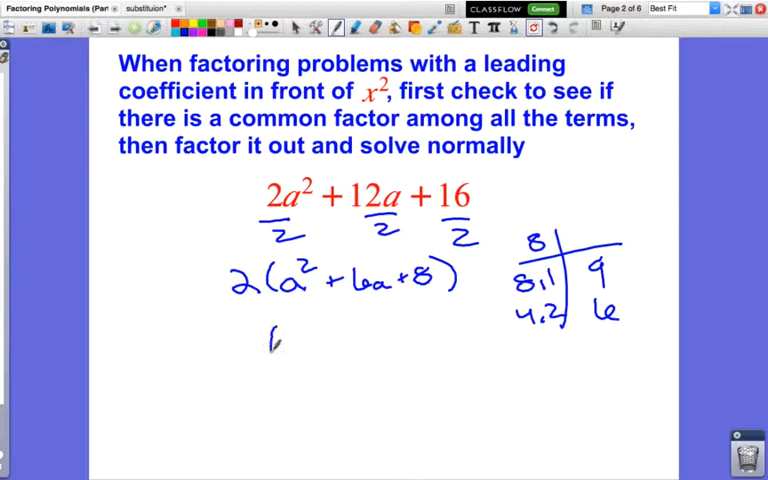 Factoring Polynomials (Part
substituion*
CLASSFLOW Connect
Page 2 of 6
Best Fit
When factoring problems with a leading
coefficient in front of x², first check to see if
there is a common factor among all the terms,
then factor it out and solve normally
2a² + 12a + 16
2 2 2
2(a² + 6a + 8)
(
8
8,1 9
4,2 6